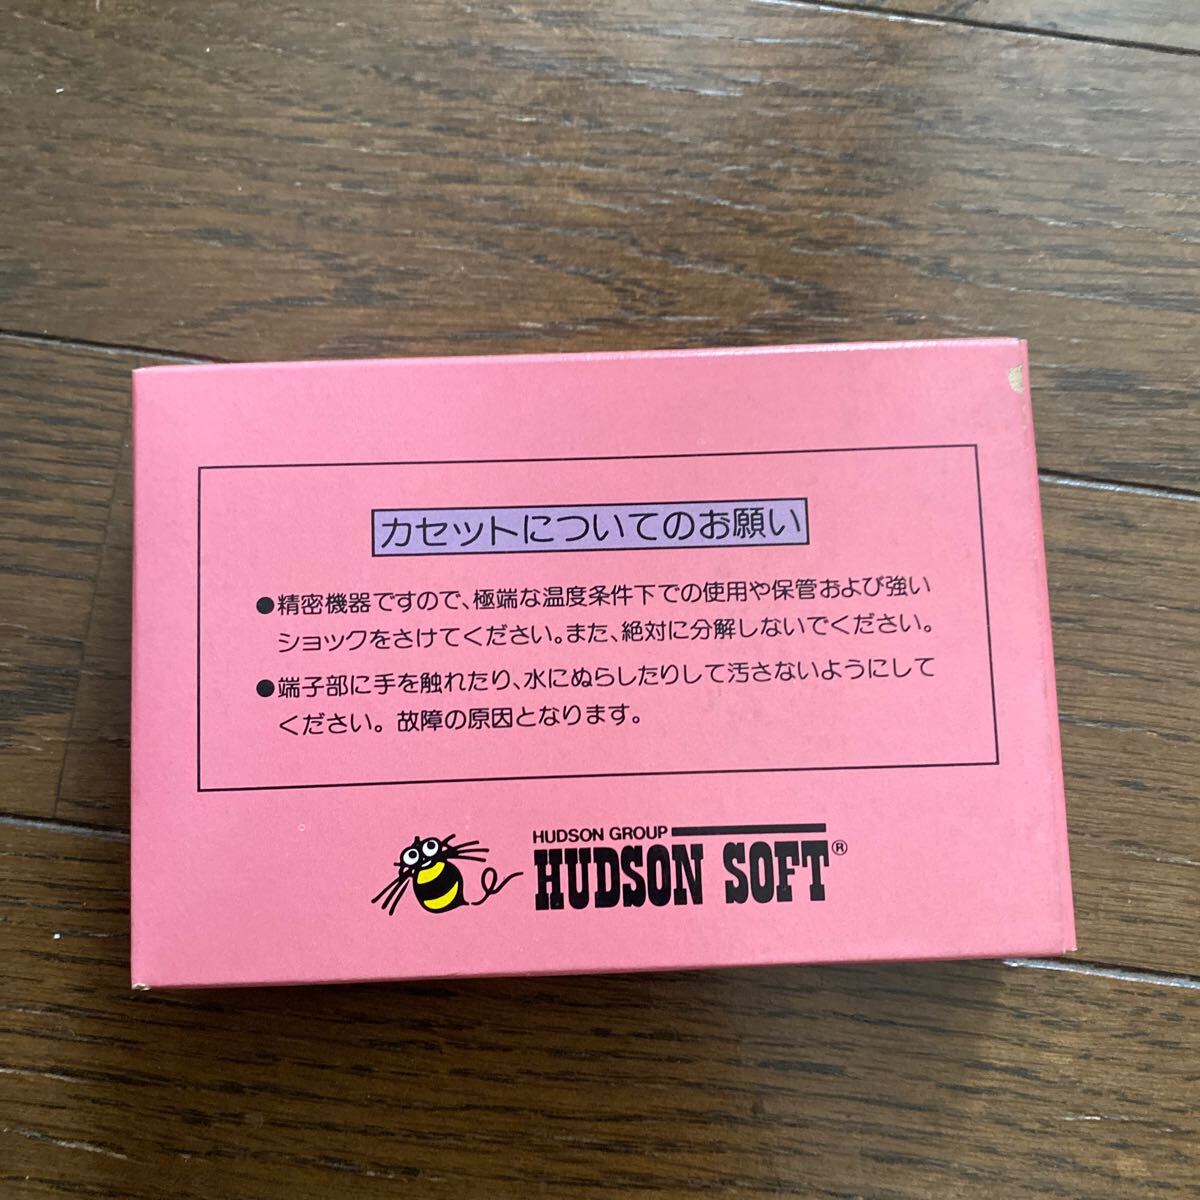 カセットについてのお願い
●精密機器ですので、極端な温度条件下での使用や保管および強い
ショックをさけてください。また、絶対に分解しないでください。
●端子部に手を触れたり、水にぬらしたりして汚さないようにして
ください。故障の原因となります。
HUDSON GROUP
HUDSON SOFT®